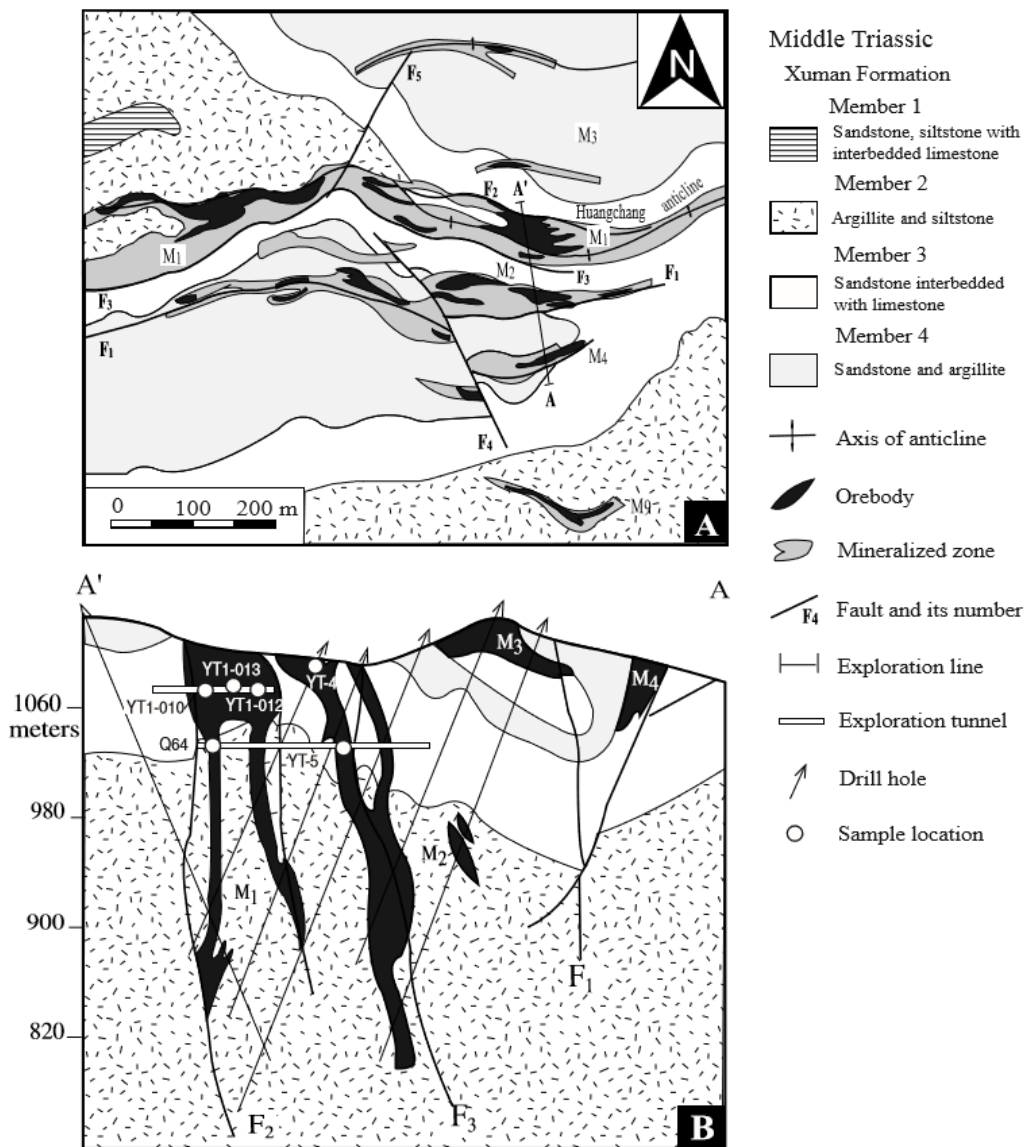 N
F₅
M₃
F₂
A'
Huangchang
anticline
M₁
M₁
M₂
F₃
F₁
F₃
F₁
M₄
A
F₄
M9
0 100 200 m
A
Middle Triassic
Xuman Formation
Member 1
Sandstone, siltstone with
interbedded limestone
Member 2
Argillite and siltstone
Member 3
Sandstone interbedded
with limestone
Member 4
Sandstone and argillite
Axis of anticline
Orebody
Mineralized zone
F₄
Fault and its number
Exploration line
Exploration tunnel
Drill hole
Sample location
A'
A
M₃
YT1-013
YT-4
M₄
YT1-010
YT1-012
1060
meters
Q64
YT-5
980
M₂
M₁
900
F₁
820
F₂
F₃
B